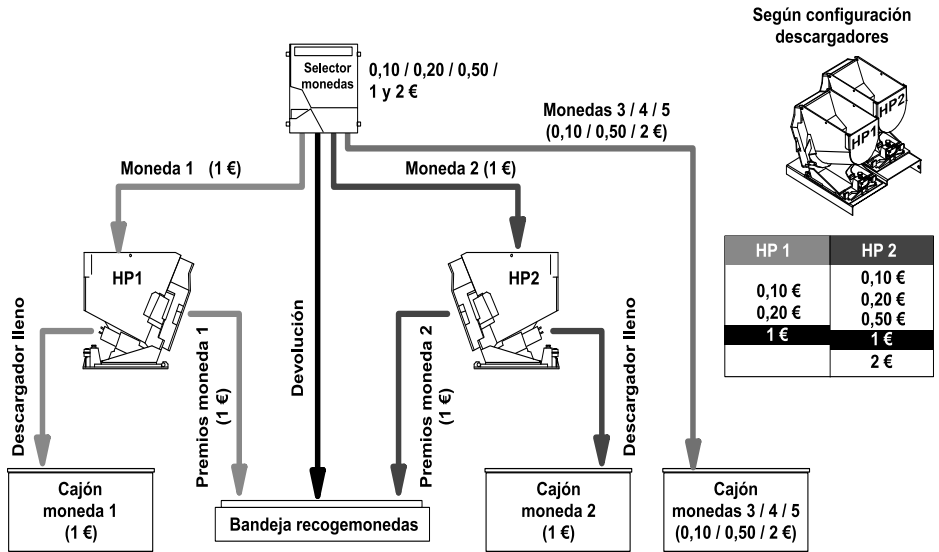 Según configuración
descargadores
Selector
monedas
0,10 / 0,20 / 0,50 /
1 y 2 €
Monedas 3 / 4 / 5
(0,10 / 0,50 / 2 €)
HP2
HP1
Moneda 1 (1 €)
Moneda 2 (1 €)
HP1
HP2
HP 1
HP 2
0,10 €
0,20 €
1 €
0,10 €
0,20 €
0,50 €
1 €
2 €
Descargador lleno
Premios moneda 1
(1 €)
Devolución
Premios moneda 2
(1 €)
Descargador lleno
Cajón
moneda 1
(1 €)
Bandeja recogemonedas
Cajón
moneda 2
(1 €)
Cajón
monedas 3 / 4 / 5
(0,10 / 0,50 / 2 €)